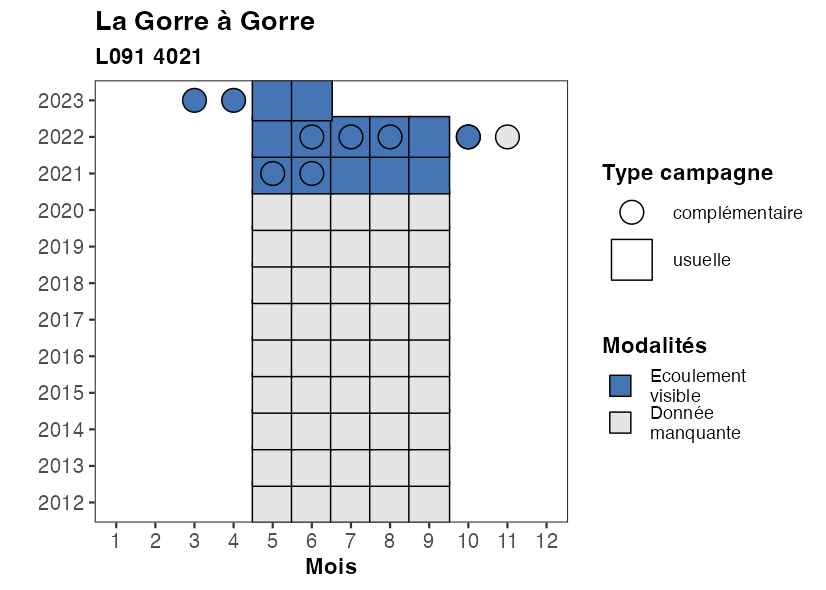 La Gorre à Gorre
L091 4021
2023
2022
2021
2020
2019
2018
2017
2016
2015
2014
2013
2012
1 2 3 4 5 6 7 8 9 10 11 12
Mois
Type campagne
complémentaire
usuelle
Modalités
Ecoulement
visible
Donnée
manquante